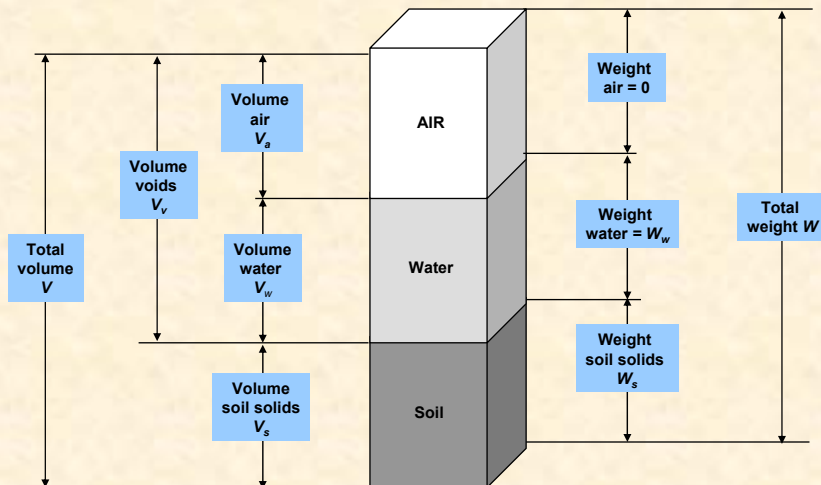 Total
volume
V
Volume
voids
Vv
Volume
air
Va
Volume
water
Vw
Volume
soil solids
Vs
AIR
Water
Soil
Weight
air = 0
Weight
water = Ww
Weight
soil solids
Ws
Total
weight W